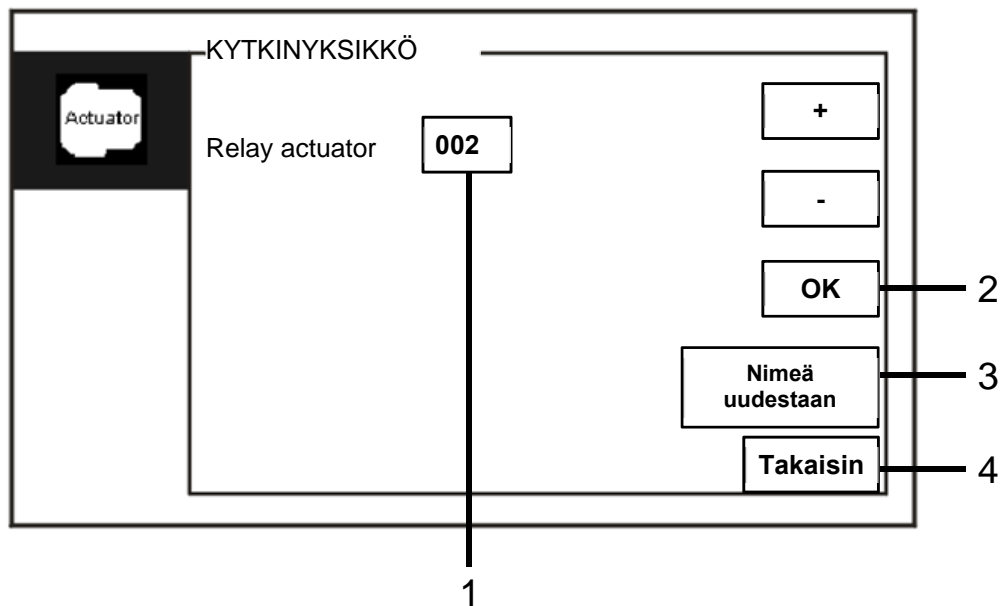 KYTKINYKSIKKÖ
Actuator
Relay actuator 002
+
-
OK
2
Nimeä
uudestaan
3
Takaisin
4
1